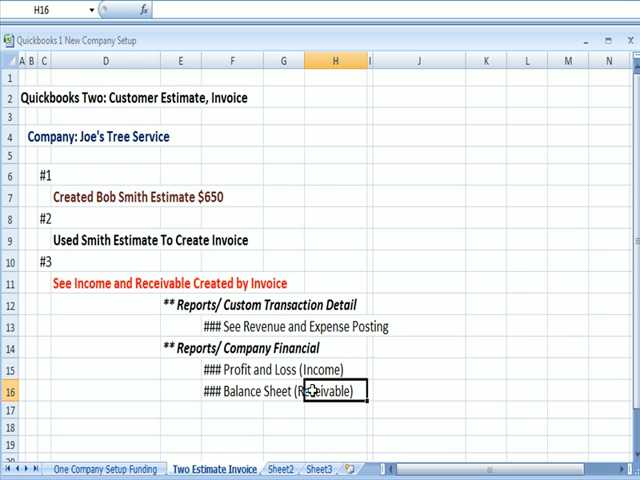 H16
fx
Quickbooks 1 New Company Setup
A B C D E F G H I J K L M N
1
2 Quickbooks Two: Customer Estimate, Invoice
3
4 Company: Joe's Tree Service
5
6 #1
7 Created Bob Smith Estimate $650
8 #2
9 Used Smith Estimate To Create Invoice
10 #3
11 See Income and Receivable Created by Invoice
12 ** Reports/ Custom Transaction Detail
13 ### See Revenue and Expense Posting
14 ** Reports/ Company Financial
15 ### Profit and Loss (Income)
16 ### Balance Sheet (Receivable)
17
18
19
20
One Company Setup Funding Two Estimate Invoice Sheet2 Sheet3